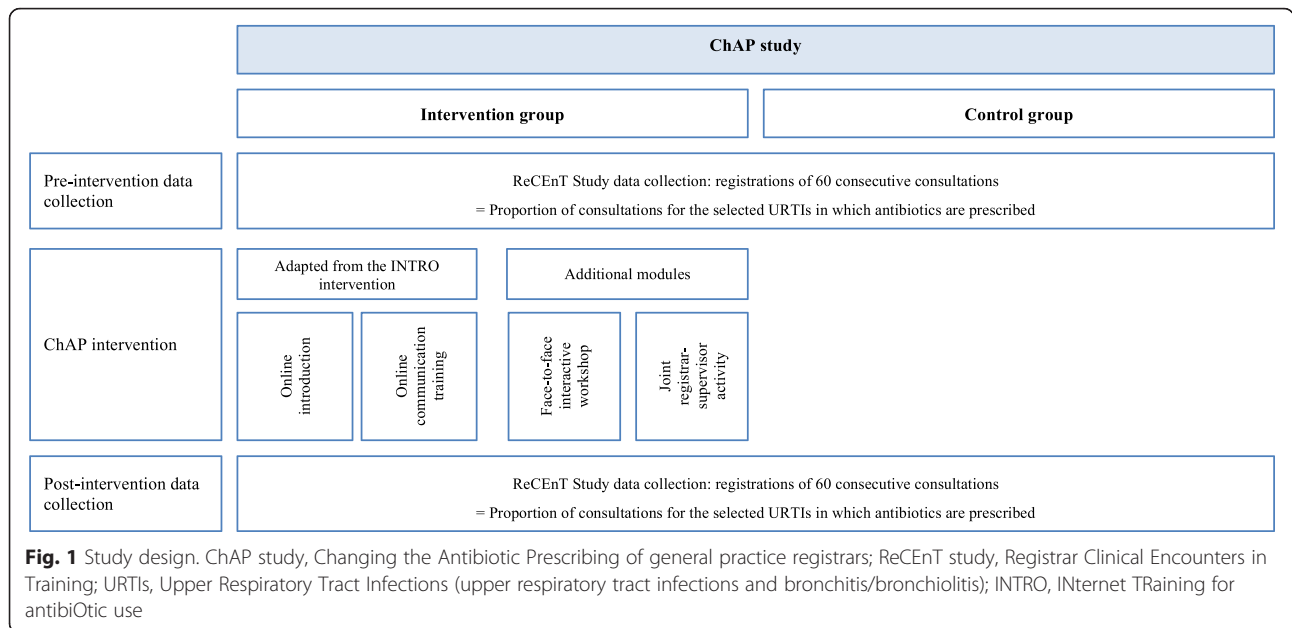 ChAP study
Intervention group
Control group
Pre-intervention data
collection
ReCEnT Study data collection: registrations of 60 consecutive consultations
= Proportion of consultations for the selected URTIs in which antibiotics are prescribed
ChAP intervention
Adapted from the INTRO
intervention
Additional modules
Online
introduction
Online
communication
training
Face-to-face
interactive
workshop
Joint
registrar-
supervisor
activity
Post-intervention data
collection
ReCEnT Study data collection: registrations of 60 consecutive consultations
= Proportion of consultations for the selected URTIs in which antibiotics are prescribed
Fig. 1 Study design. ChAP study, Changing the Antibiotic Prescribing of general practice registrars; ReCEnT study, Registrar Clinical Encounters in
Training; URTIs, Upper Respiratory Tract Infections (upper respiratory tract infections and bronchitis/bronchiolitis); INTRO, INternet TRaining for
antibiOtic use